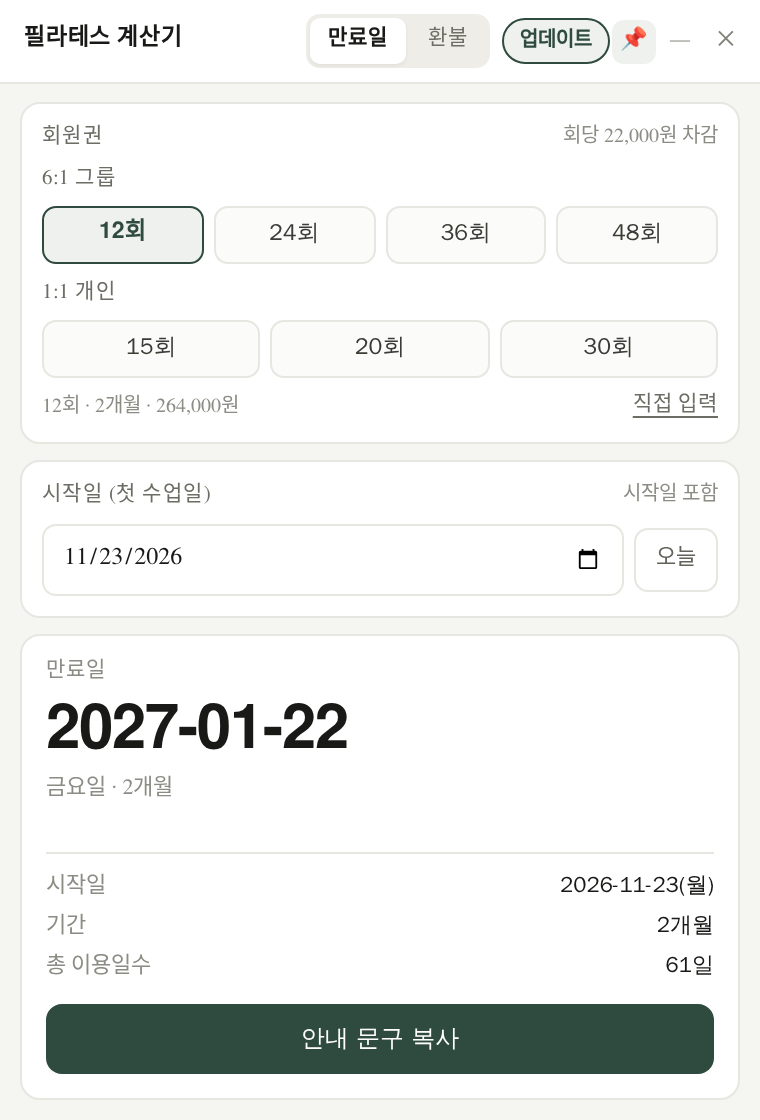 필라테스 계산기 만료일 환불 업데이트
회원권 회당 22,000원 차감
6:1 그룹
12회 24회 36회 48회
1:1 개인
15회 20회 30회
12회 · 2개월 · 264,000원 직접 입력
시작일 (첫 수업일) 시작일 포함
11/23/2026 오늘
만료일
2027-01-22
금요일 · 2개월
시작일 2026-11-23(월)
기간 2개월
총 이용일수 61일
안내 문구 복사